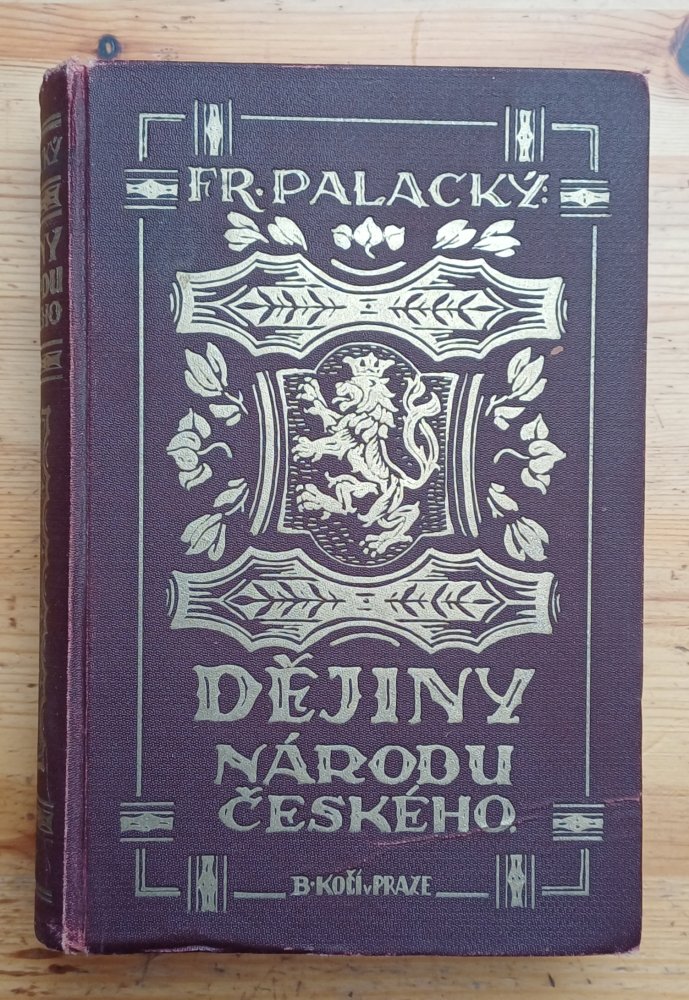 FR. PALACKÝ:
DĚJINY
NÁRODU
ČESKÉHO.
B. KOČÍ V PRAZE